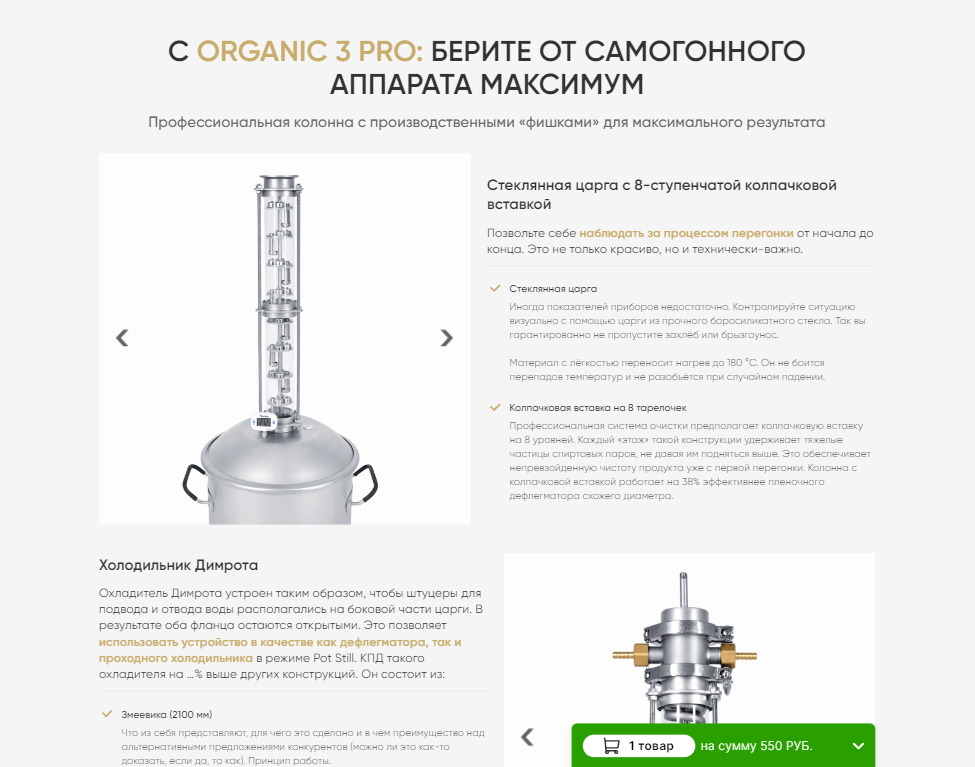 С ORGANIC 3 PRO: БЕРИТЕ ОТ САМОГОННОГО
АППАРАТА МАКСИМУМ
Профессиональная колонна с производственными «фишками» для максимального результата
Стеклянная царга с 8-ступенчатой колпачковой
вставкой
Позвольте себе наблюдать за процессом перегонки от начала до
конца. Это не только красиво, но и технически-важно.
Стеклянная царга
Иногда показателей приборов недостаточно. Контролируйте ситуацию
визуально с помощью царги из прочного боросиликатного стекла. Так вы
гарантированно не пропустите захлёб или брызгоунос.
Материал с лёгкостью переносит нагрев до 180 °С. Он не боится
перепадов температур и не разобьётся при случайном падении.
Колпачковая вставка на 8 тарелочек
Профессиональная система очистки предполагает колпачковую вставку
на 8 уровней. Каждый «этаж» такой конструкции удерживает тяжелые
частицы спиртовых паров, не давая им подняться выше. Это обеспечивает
непревзойденную чистоту продукта уже с первой перегонки. Колонна с
колпачковой вставкой работает на 38% эффективнее пленочного
дефлегматора схожего диаметра.
Холодильник Димрота
Охладитель Димрота устроен таким образом, чтобы штуцеры для
подвода и отвода воды располагались на боковой части царги. В
результате оба фланца остаются открытыми. Это позволяет
использовать устройство в качестве как дефлегматора, так и
проходного холодильника в режиме Pot Still. КПД такого
охладителя на ...% выше других конструкций. Он состоит из:
Змеевика (2100 мм)
Что из себя представляют, для чего это сделано и в чем преимущество над
альтернативными предложениями конкурентов (можно ли это как-то
доказать, если да, то как). Принцип работы.
1 товар на сумму 550 РУБ.